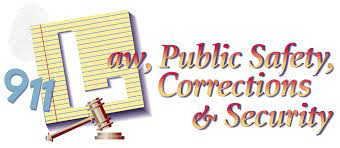 911
Law, Public Safety,
Corrections
& Security